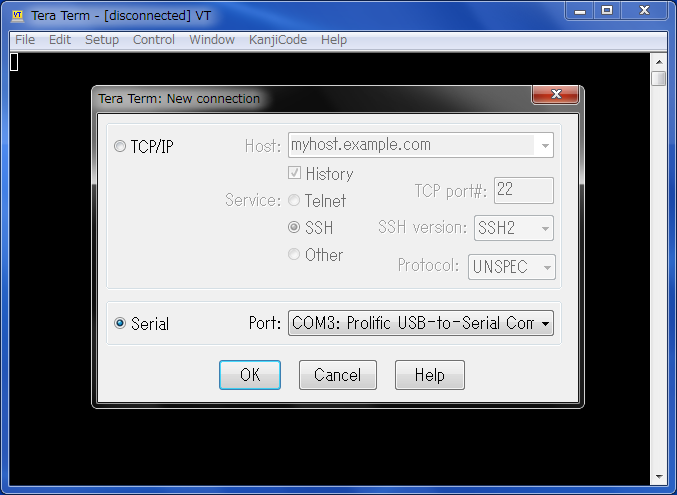 VT Tera Term - [disconnected] VT
File Edit Setup Control Window KanjiCode Help
Tera Term: New connection
TCP/IP Host: myhost.example.com
History
Service: Telnet TCP port#: 22
SSH SSH version: SSH2
Other Protocol: UNSPEC
Serial Port: COM3: Prolific USB-to-Serial Com
OK Cancel Help